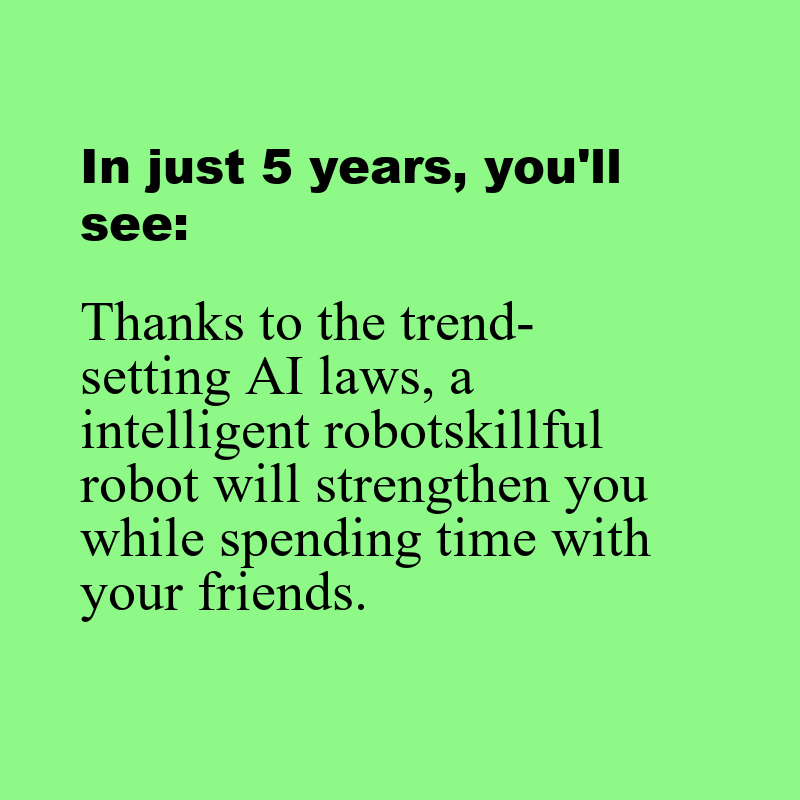 In just 5 years, you'll
see:
Thanks to the trend-
setting AI laws, a
intelligent robotskillful
robot will strengthen you
while spending time with
your friends.